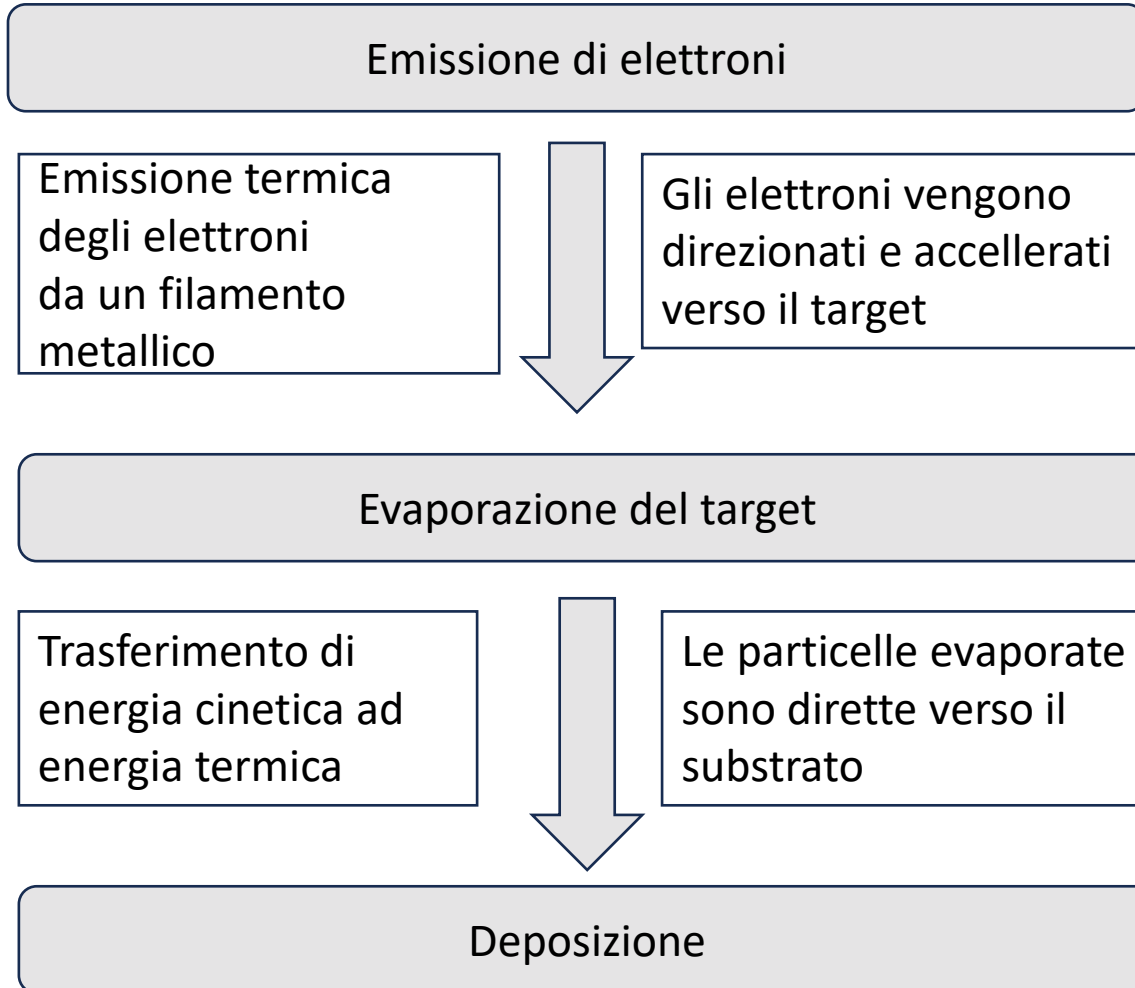 Emissione di elettroni
Emissione termica
degli elettroni
da un filamento
metallico
Gli elettroni vengono
direzionati e accellerati
verso il target
Evaporazione del target
Trasferimento di
energia cinetica ad
energia termica
Le particelle evaporate
sono dirette verso il
substrato
Deposizione